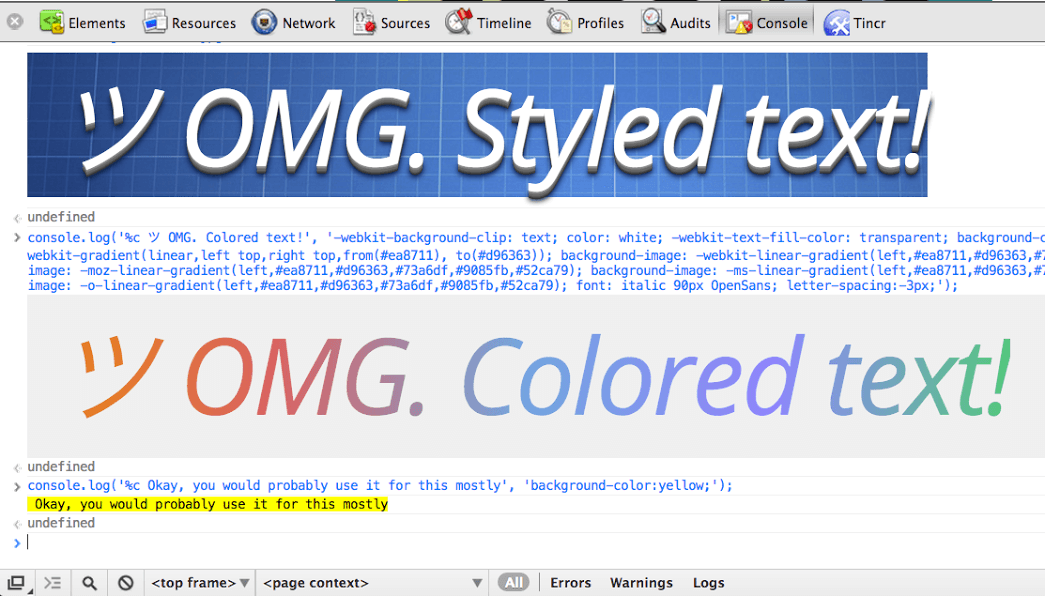 Elements Resources Network Sources Timeline Profiles Audits Console Tincr
ツ OMG. Styled text!
undefined
console.log('%c ツ OMG. Colored text!', '-webkit-background-clip: text; color: white; -webkit-text-fill-color: transparent;
webkit-gradient(linear,left top,right top,from(#ea8711), to(#d96363)); background-image: -webkit-linear-gradient(left,#ea8711,#d96363,
image: -moz-linear-gradient(left,#ea8711,#d96363,#73a6df,#9085fb,#52ca79); background-image: -ms-linear-gradient(left,#ea8711,#d96363,
image: -o-linear-gradient(left,#ea8711,#d96363,#73a6df,#9085fb,#52ca79); font: italic 90px OpenSans; letter-spacing:-3px;');
ツ OMG. Colored text!
undefined
console.log('%c Okay, you would probably use it for this mostly', 'background-color:yellow;');
Okay, you would probably use it for this mostly
undefined
<top frame> <page context> All Errors Warnings Logs